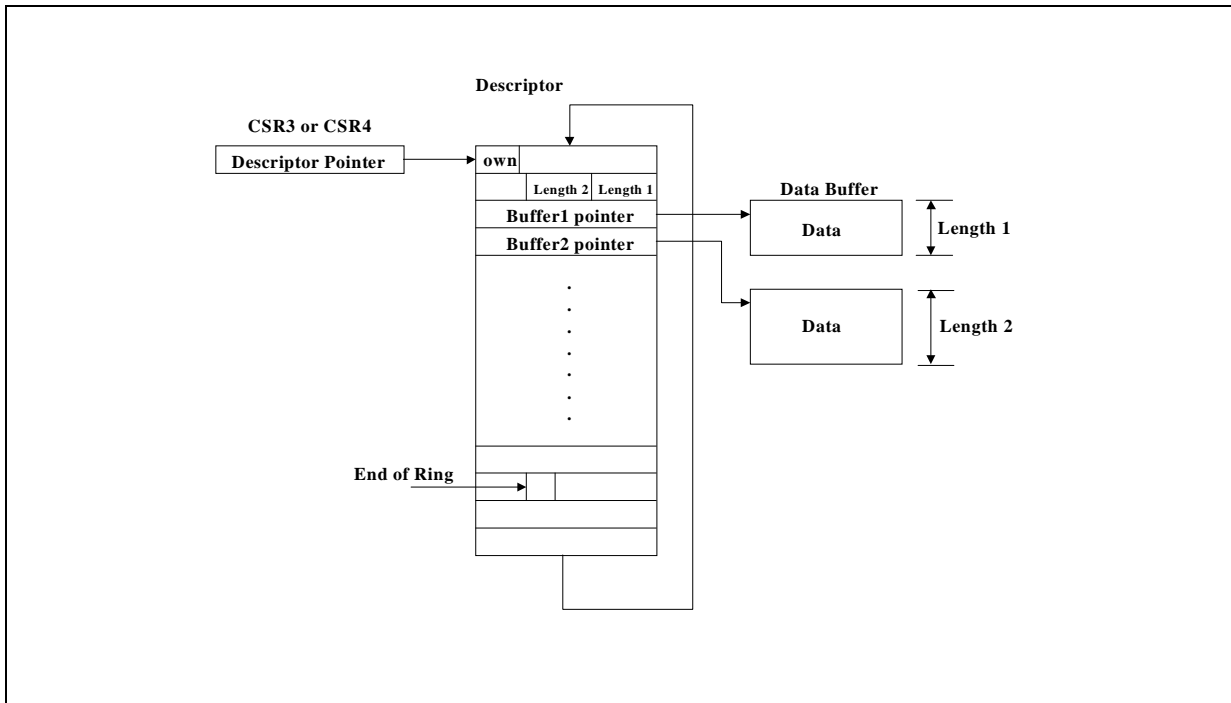 Descriptor
CSR3 or CSR4
Descriptor Pointer
own
Length 2 Length 1
Buffer1 pointer
Buffer2 pointer
Data Buffer
Data
Length 1
Data
Length 2
End of Ring